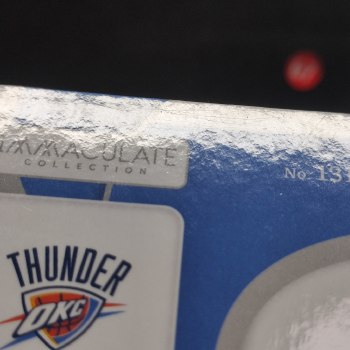 IMMACULATE
COLLECTION
No. 13
THUNDER
OKC